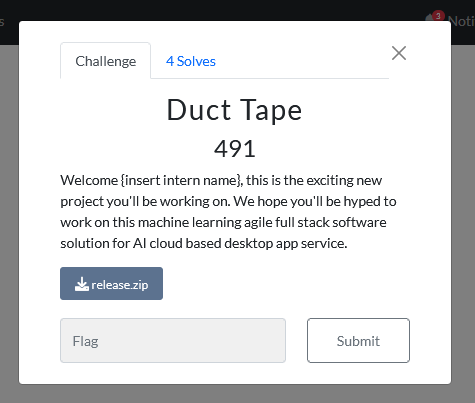 s
3
Noti
Challenge
4 Solves
Duct Tape
491
Welcome {insert intern name}, this is the exciting new
project you'll be working on. We hope you'll be hyped to
work on this machine learning agile full stack software
solution for AI cloud based desktop app service.
release.zip
Flag
Submit